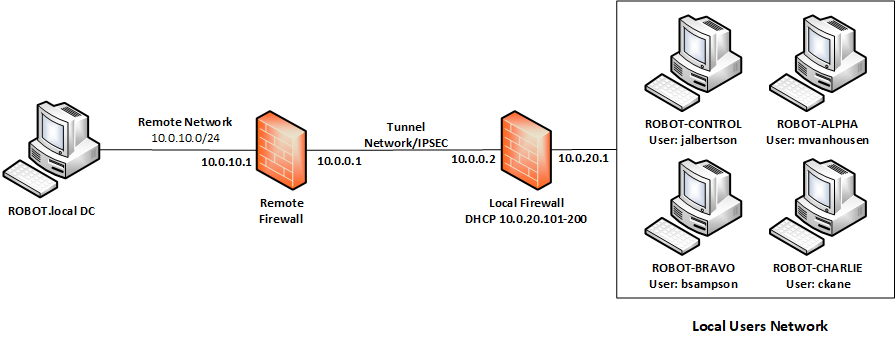 ROBOT.local DC
Remote Network
10.0.10.0/24
10.0.10.1
Remote
Firewall
10.0.0.1
Tunnel
Network/IPSEC
10.0.0.2
Local Firewall
DHCP 10.0.20.101-200
10.0.20.1
ROBOT-CONTROL
User: jalbertson
ROBOT-ALPHA
User: mvanhousen
ROBOT-BRAVO
User: bsampson
ROBOT-CHARLIE
User: ckane
Local Users Network